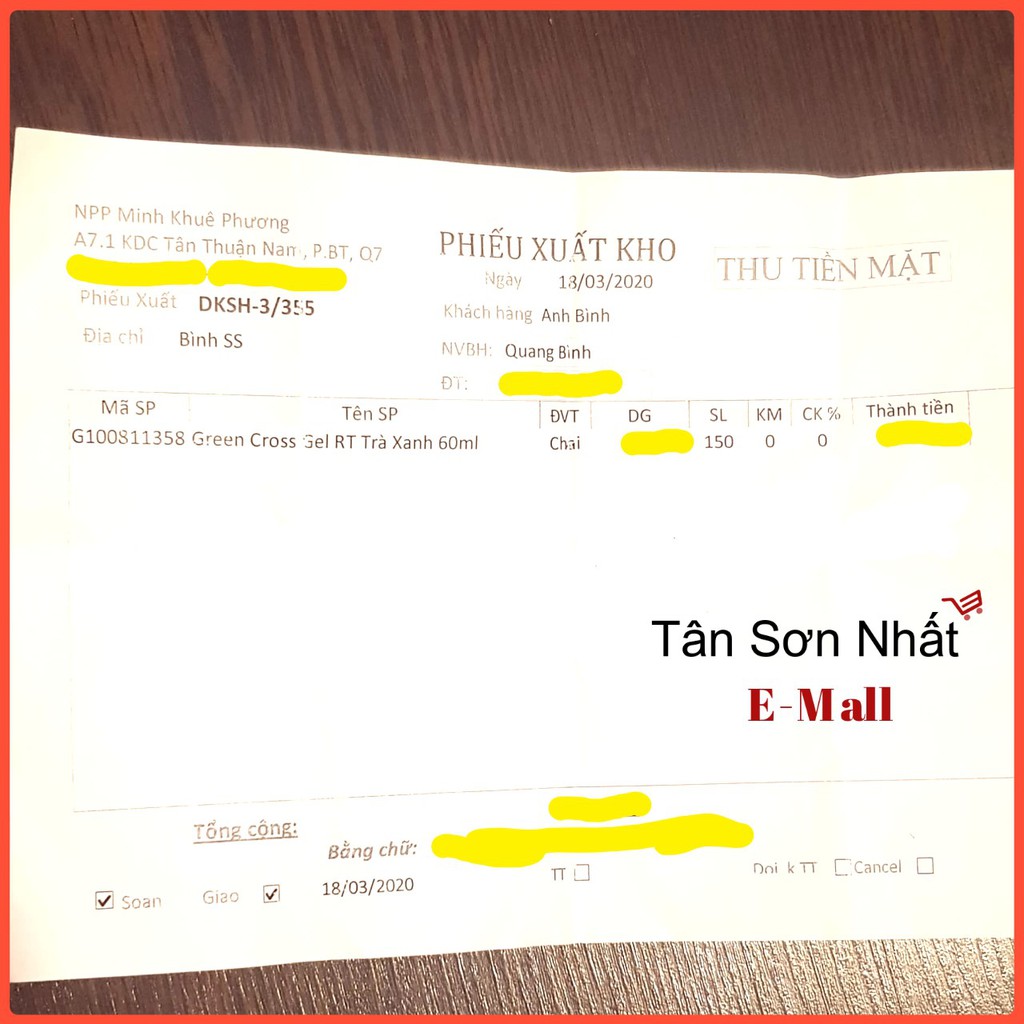 NPP Minh Khuê Phương
A7.1 KDC Tân Thuận Nam, P.BT, Q7
Phiếu Xuất DKSH-3/355
Địa chỉ Bình SS
PHIẾU XUẤT KHO
Ngày 18/03/2020
Khách hàng Anh Bình
NVBH: Quang Bình
ĐT:
THU TIỀN MẶT
Mã SP Tên SP ĐVT DG SL KM CK % Thành tiền
G100811358 Green Cross Gel RT Trà Xanh 60ml Chai 150 0 0
Tân Sơn Nhất
E-Mall
Tổng cộng:
Bằng chữ:
Soan Giao 18/03/2020 TT Doi k TT Cancel